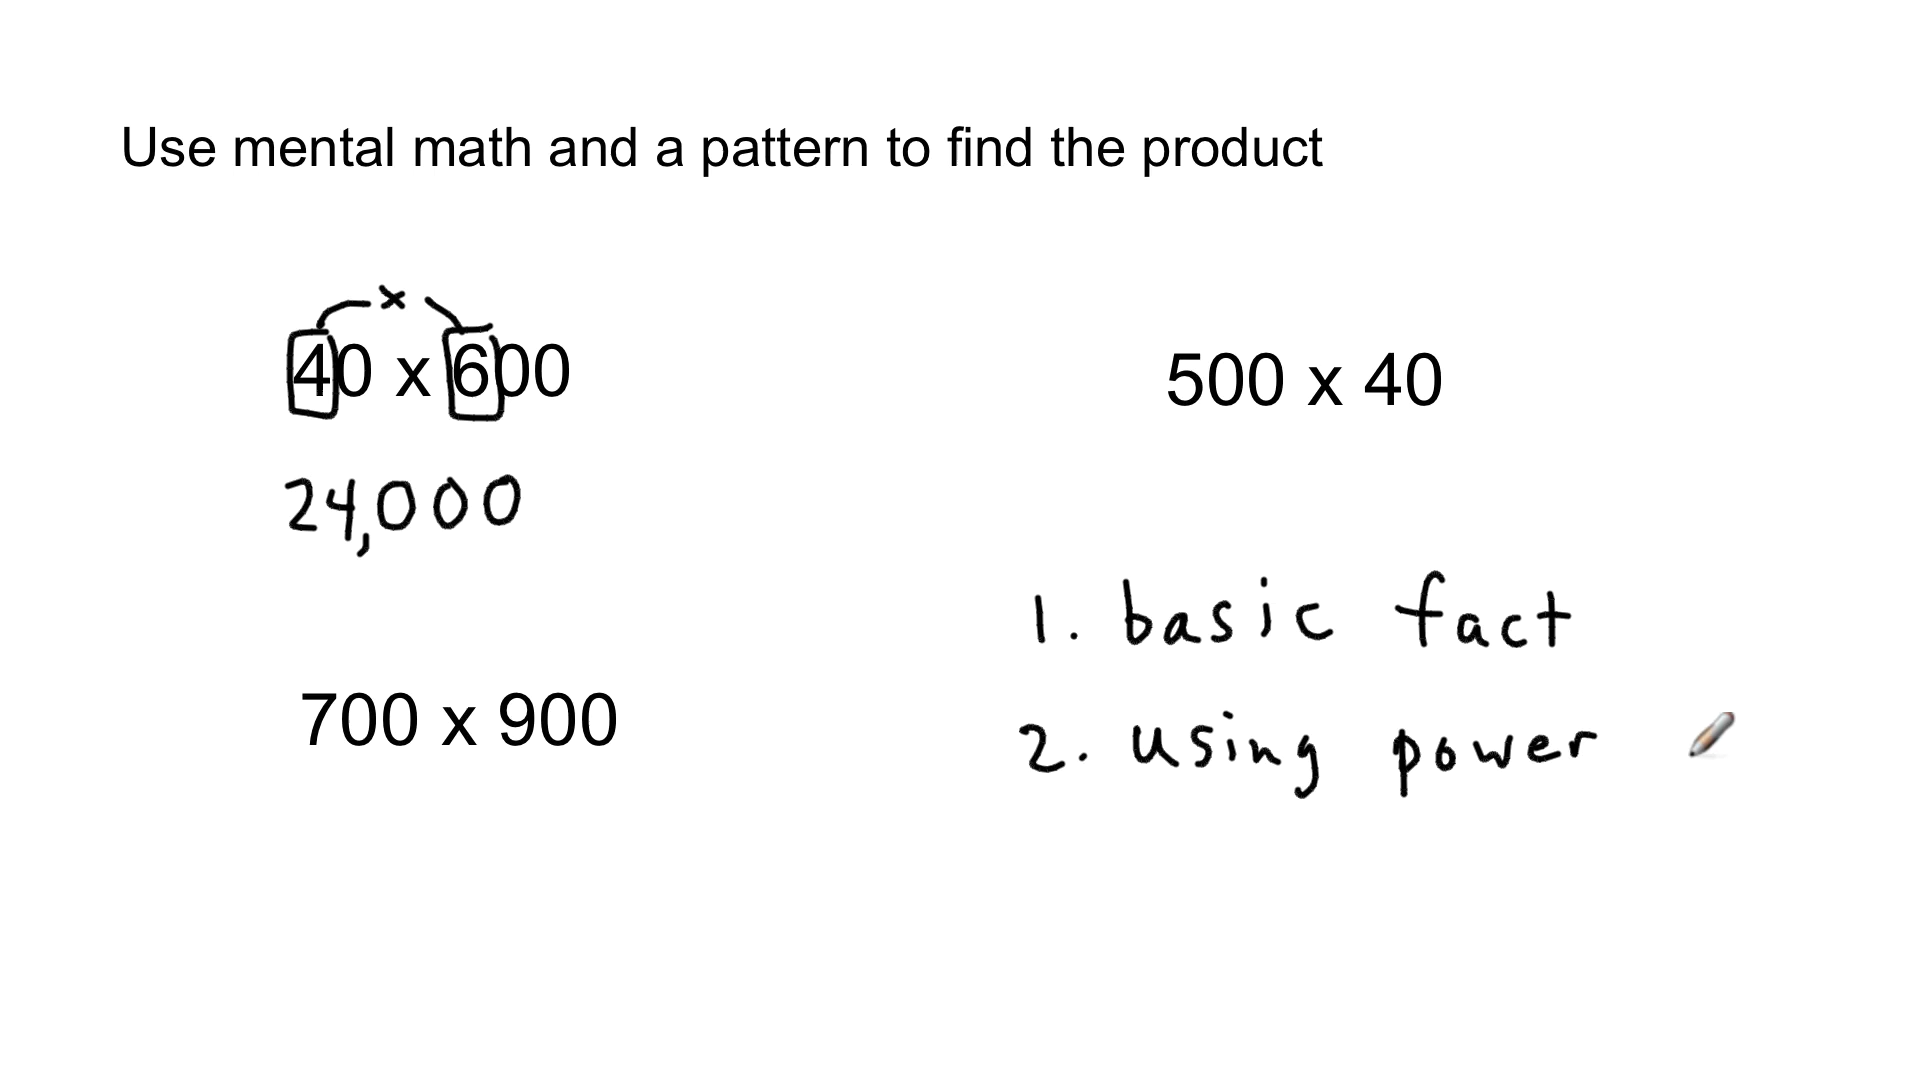 Use mental math and a pattern to find the product
x
40 x 600
500 x 40
24,000
1. basic fact
700 x 900
2. using power